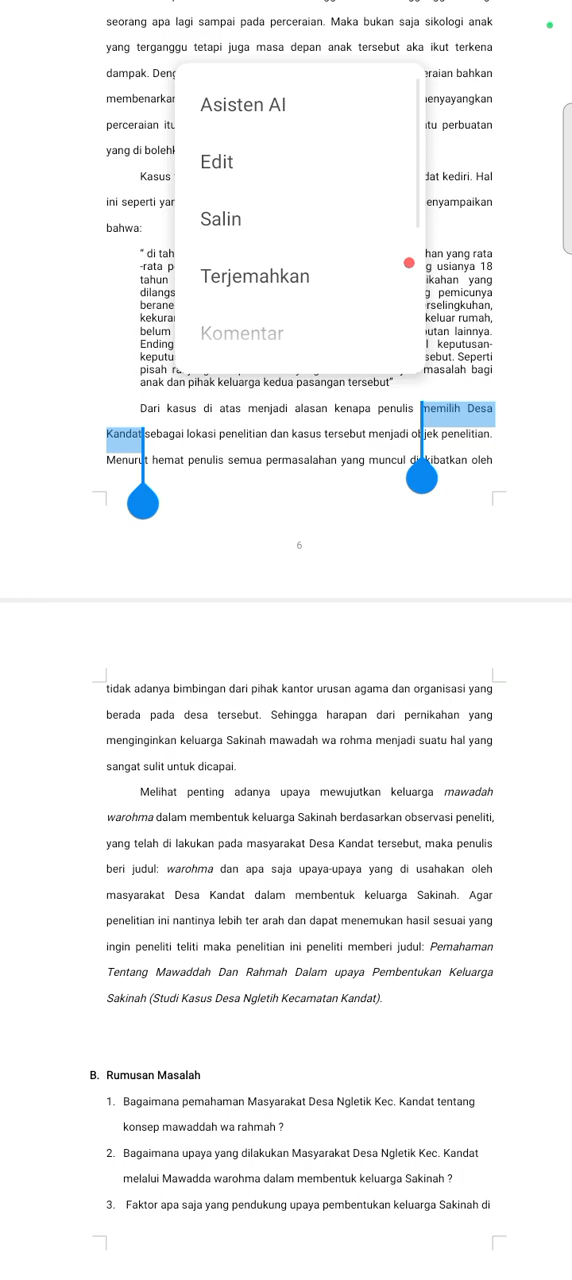 seorang apa lagi sampai pada perceraian. Maka bukan saja sikologi anak
yang terganggu tetapi juga masa depan anak tersebut aka ikut terkena
dampak. Deng eraian bahkan
membenarkan enyayangkan
perceraian itu atu perbuatan
yang di boleh
Kasus dat kediri. Hal
ini seperti yan enyampaikan
bahwa:
“ di tah han yang rata
-rata p g usianya 18
tahun ikahan yang
dilangs g pemicunya
berane rselingkuhan,
kekurar keluar rumah,
belum butan lainnya.
Ending l keputusan-
keputus sebut. Seperti
pisah masalah bagi
anak dan pihak keluarga kedua pasangan tersebut”
Asisten AI
Edit
Salin
Terjemahkan
Komentar
Dari kasus di atas menjadi alasan kenapa penulis memilih Desa
Kandat sebagai lokasi penelitian dan kasus tersebut menjadi objek penelitian.
Menurut hemat penulis semua permasalahan yang muncul diakibatkan oleh
6
tidak adanya bimbingan dari pihak kantor urusan agama dan organisasi yang
berada pada desa tersebut. Sehingga harapan dari pernikahan yang
menginginkan keluarga Sakinah mawadah wa rohma menjadi suatu hal yang
sangat sulit untuk dicapai.
Melihat penting adanya upaya mewujutkan keluarga mawadah
warohma dalam membentuk keluarga Sakinah berdasarkan observasi peneliti,
yang telah di lakukan pada masyarakat Desa Kandat tersebut, maka penulis
beri judul: warohma dan apa saja upaya-upaya yang di usahakan oleh
masyarakat Desa Kandat dalam membentuk keluarga Sakinah. Agar
penelitian ini nantinya lebih ter arah dan dapat menemukan hasil sesuai yang
ingin peneliti teliti maka penelitian ini peneliti memberi judul: Pemahaman
Tentang Mawaddah Dan Rahmah Dalam upaya Pembentukan Keluarga
Sakinah (Studi Kasus Desa Ngletih Kecamatan Kandat).
B. Rumusan Masalah
1. Bagaimana pemahaman Masyarakat Desa Ngletik Kec. Kandat tentang
konsep mawaddah wa rahmah ?
2. Bagaimana upaya yang dilakukan Masyarakat Desa Ngletik Kec. Kandat
melalui Mawadda warohma dalam membentuk keluarga Sakinah ?
3. Faktor apa saja yang pendukung upaya pembentukan keluarga Sakinah di